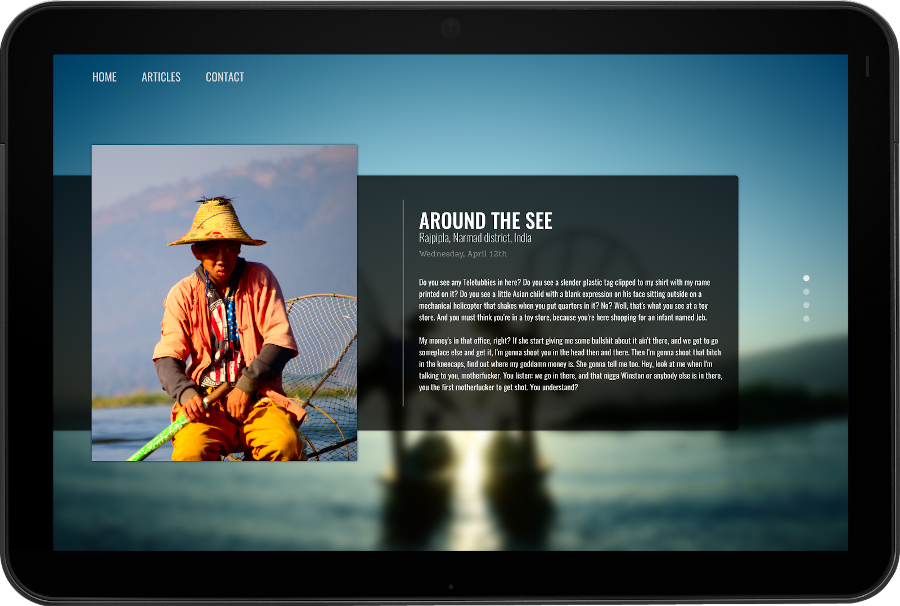 HOME ARTICLES CONTACT
AROUND THE SEE
Rajpipla, Narmad district, India
Wednesday, April 12th
Do you see any Teletubbies in here? Do you see a slender plastic tag clipped to my shirt with my name
printed on it? Do you see a little Asian child with a blank expression on his face sitting outside on a
mechanical helicopter that shakes when you put quarters in it? No? Well, that's what you see at a toy
store. And you must think you're in a toy store, because you're here shopping for an infant named Jeb.
My money's in that office, right? If she start giving me some bullshit about it ain't there, and we got to go
someplace else and get it, I'm gonna shoot you in the head then and there. Then I'm gonna shoot that bitch
in the kneecaps, find out where my goddamn money is. She gonna tell me too. Hey, look at me when I'm
talking to you, motherfucker. You listen: we go in there, and that nigga Winston or anybody else is in there,
you the first motherfucker to get shot. You understand?